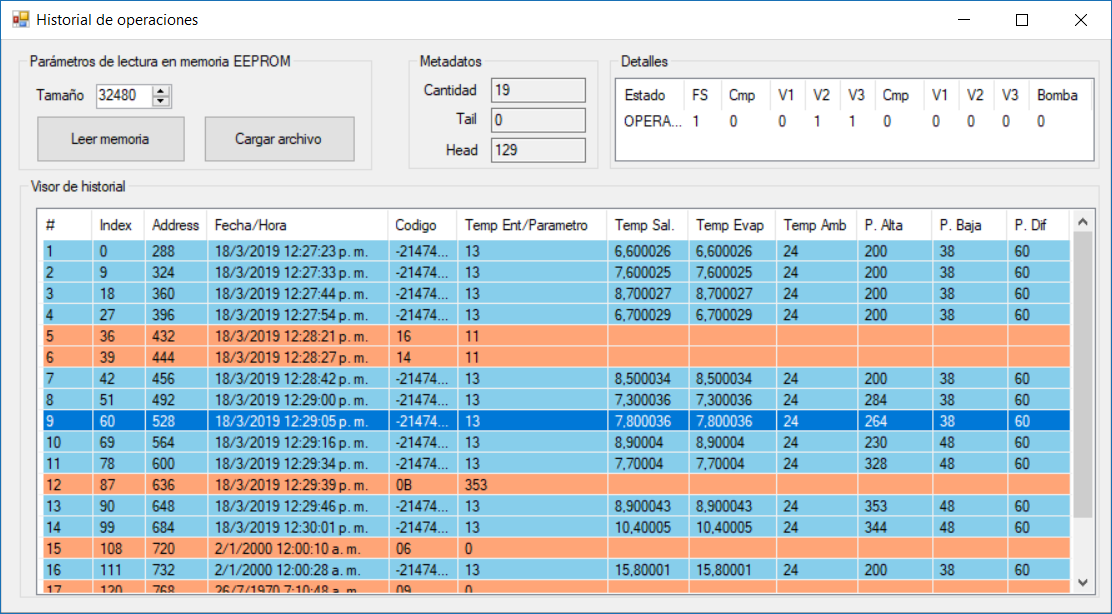 Historial de operaciones
Parámetros de lectura en memoria EEPROM
Tamaño 32480
Leer memoria Cargar archivo
Metadatos
Cantidad 19
Tail 0
Head 129
Detalles
Estado FS Cmp V1 V2 V3 Cmp V1 V2 V3 Bomba
OPERA... 1 0 0 1 1 0 0 0 0 0
Visor de historial
# Index Address Fecha/Hora Codigo Temp Ent/Parametro Temp Sal. Temp Evap Temp Amb P. Alta P. Baja P. Dif
1 0 288 18/3/2019 12:27:23 p. m. -21474... 13 6,600026 6,600026 24 200 38 60
2 9 324 18/3/2019 12:27:33 p. m. -21474... 13 7,600025 7,600025 24 200 38 60
3 18 360 18/3/2019 12:27:44 p. m. -21474... 13 8,700027 8,700027 24 200 38 60
4 27 396 18/3/2019 12:27:54 p. m. -21474... 13 6,700029 6,700029 24 200 38 60
5 36 432 18/3/2019 12:28:21 p. m. 16 11
6 39 444 18/3/2019 12:28:27 p. m. 14 11
7 42 456 18/3/2019 12:28:42 p. m. -21474... 13 8,500034 8,500034 24 200 38 60
8 51 492 18/3/2019 12:29:00 p. m. -21474... 13 7,300036 7,300036 24 284 38 60
9 60 528 18/3/2019 12:29:05 p. m. -21474... 13 7,800036 7,800036 24 264 38 60
10 69 564 18/3/2019 12:29:16 p. m. -21474... 13 8,90004 8,90004 24 230 48 60
11 78 600 18/3/2019 12:29:34 p. m. -21474... 13 7,70004 7,70004 24 328 48 60
12 87 636 18/3/2019 12:29:39 p. m. 0B 353
13 90 648 18/3/2019 12:29:46 p. m. -21474... 13 8,900043 8,900043 24 353 48 60
14 99 684 18/3/2019 12:30:01 p. m. -21474... 13 10,40005 10,40005 24 344 48 60
15 108 720 2/1/2000 12:00:10 a. m. 06 0
16 111 732 2/1/2000 12:00:28 a. m. -21474... 13 15,80001 15,80001 24 200 38 60
17 120 768 26/7/1970 7:10:48 a. m. 09 0